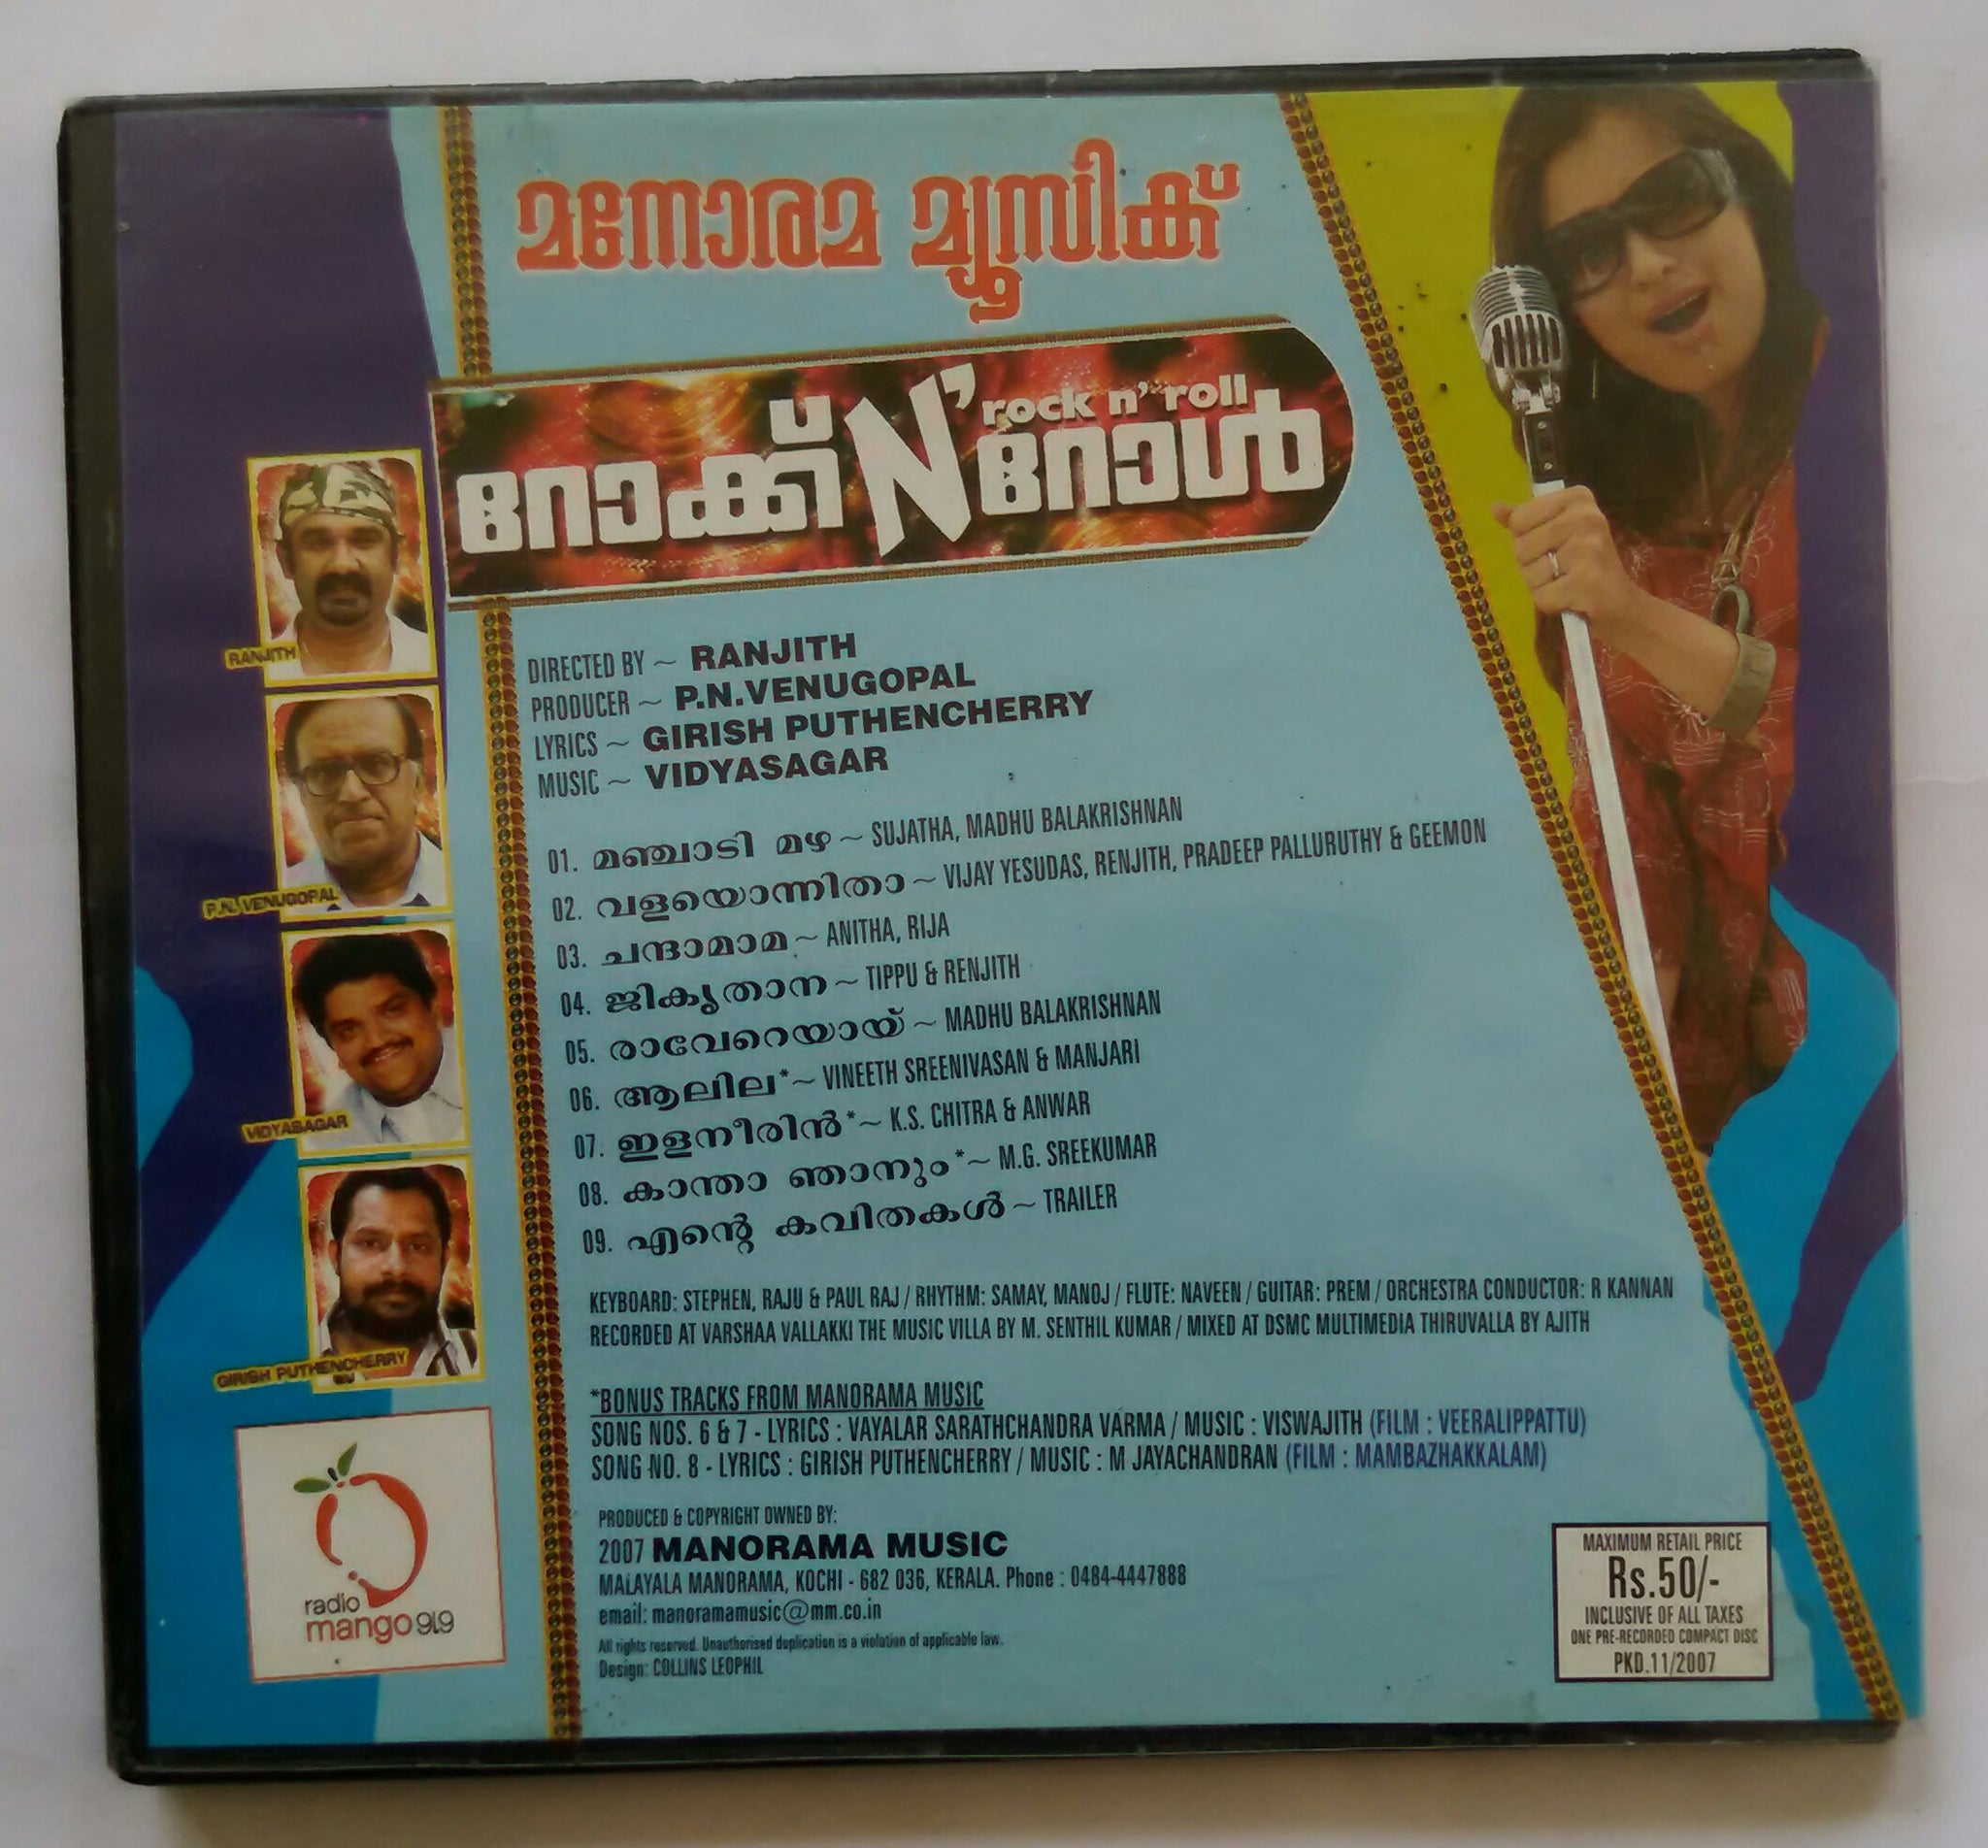 മനോരമ മ്യൂസിക്
റോക്ക് N' റോൾ
rock n' roll
DIRECTED BY ~ RANJITH
PRODUCER ~ P.N.VENUGOPAL
LYRICS ~ GIRISH PUTHENCHERRY
MUSIC ~ VIDYASAGAR
01. മഞ്ചാടി മഴ ~ SUJATHA, MADHU BALAKRISHNAN
02. വളയൊന്നിതാ ~ VIJAY YESUDAS, RENJITH, PRADEEP PALLURUTHY & GEEMON
03. ചന്ദാമാമ ~ ANITHA, RIJA
04. ജികൃതാന ~ TIPPU & RENJITH
05. രാവേറെയായ് ~ MADHU BALAKRISHNAN
06. ആലില* ~ VINEETH SREENIVASAN & MANJARI
07. ഇളനീരിൻ* ~ K.S. CHITRA & ANWAR
08. കാന്താ ഞാനും* ~ M.G. SREEKUMAR
09. എന്റെ കവിതകൾ ~ TRAILER
KEYBOARD: STEPHEN, RAJU & PAUL RAJ / RHYTHM: SAMAY, MANOJ / FLUTE: NAVEEN / GUITAR: PREM / ORCHESTRA CONDUCTOR: R KANNAN
RECORDED AT VARSHAA VALLAKKI THE MUSIC VILLA BY M. SENTHIL KUMAR / MIXED AT DSMC MULTIMEDIA THIRUVALLA BY AJITH
*BONUS TRACKS FROM MANORAMA MUSIC
SONG NOS. 6 & 7 - LYRICS : VAYALAR SARATHCHANDRA VARMA / MUSIC : VISWAJITH (FILM : VEERALIPPATTU)
SONG NO. 8 - LYRICS : GIRISH PUTHENCHERRY / MUSIC : M JAYACHANDRAN (FILM : MAMBAZHAKKALAM)
PRODUCED & COPYRIGHT OWNED BY:
2007 MANORAMA MUSIC
MALAYALA MANORAMA, KOCHI - 682 036, KERALA. Phone : 0484-4447888
email: manoramamusic@mm.co.in
All rights reserved. Unauthorised duplication is a violation of applicable law.
Design: COLLINS LEOPHIL
RANJITH
P.N. VENUGOPAL
VIDYASAGAR
GIRISH PUTHENCHERRY
radio
mango 91.9
MAXIMUM RETAIL PRICE
Rs.50/-
INCLUSIVE OF ALL TAXES
ONE PRE-RECORDED COMPACT DISC
PKD.11/2007